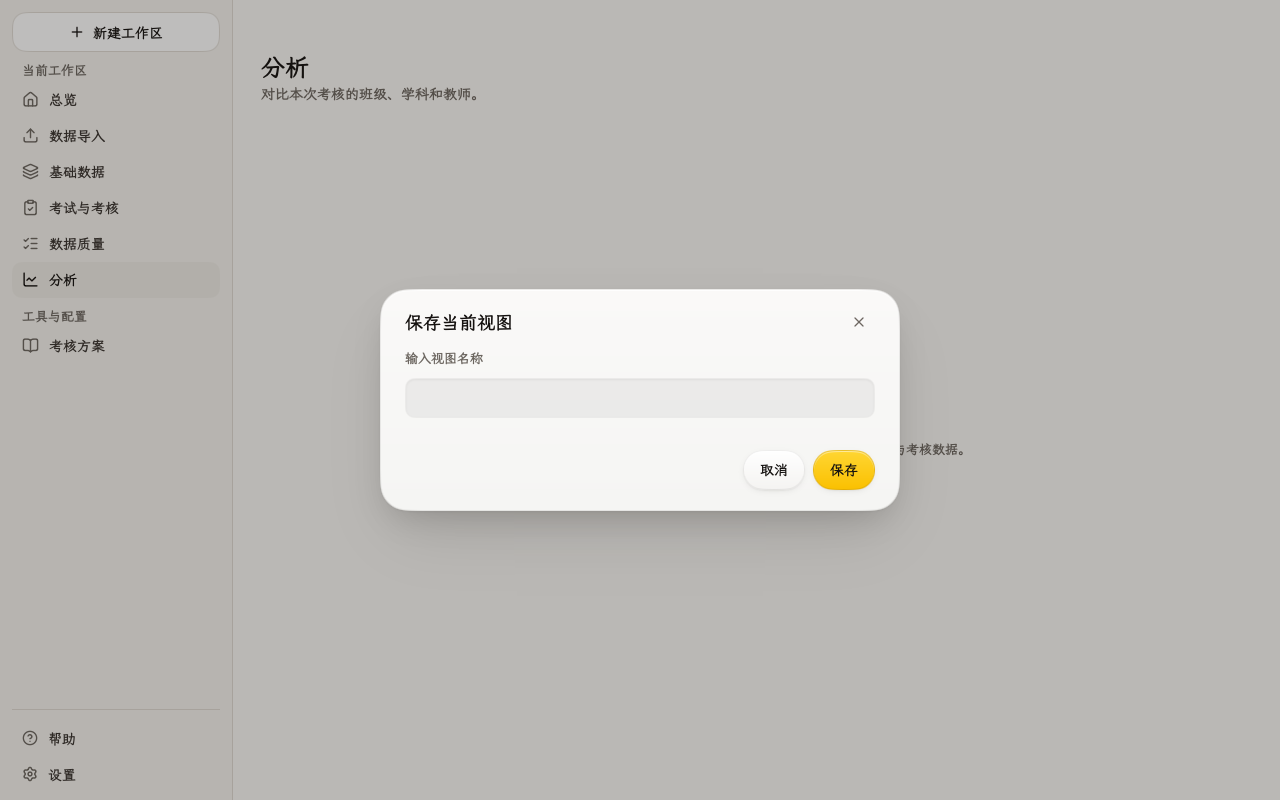 新建工作区
当前工作区
总览
数据导入
基础数据
考试与考核
数据质量
分析
工具与配置
考核方案
帮助
设置
分析
对比本次考核的班级、学科和教师。
保存当前视图
输入视图名称
取消
保存
与考核数据。